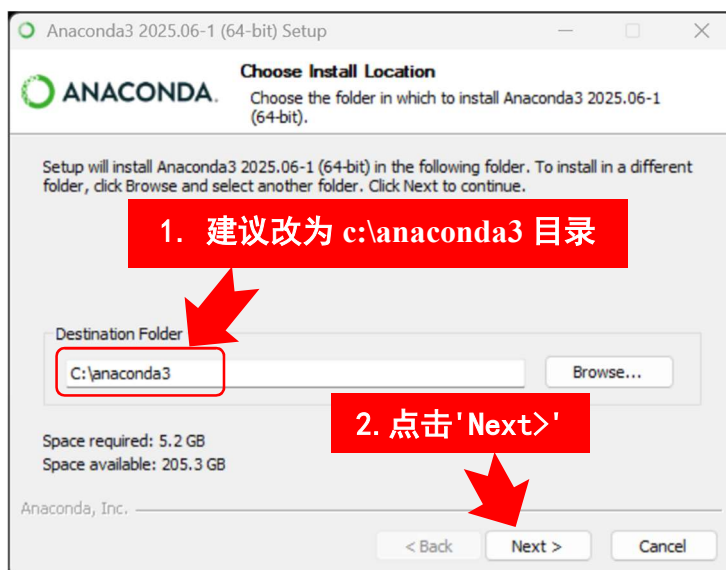 Anaconda3 2025.06-1 (64-bit) Setup
ANACONDA.
Choose Install Location
Choose the folder in which to install Anaconda3 2025.06-1
(64-bit).
Setup will install Anaconda3 2025.06-1 (64-bit) in the following folder. To install in a different
folder, click Browse and select another folder. Click Next to continue.
1. 建议改为 c:\anaconda3 目录
Destination Folder
C:\anaconda3
Browse...
2.点击'Next>'
Space required: 5.2 GB
Space available: 205.3 GB
Anaconda, Inc.
< Back
Next >
Cancel